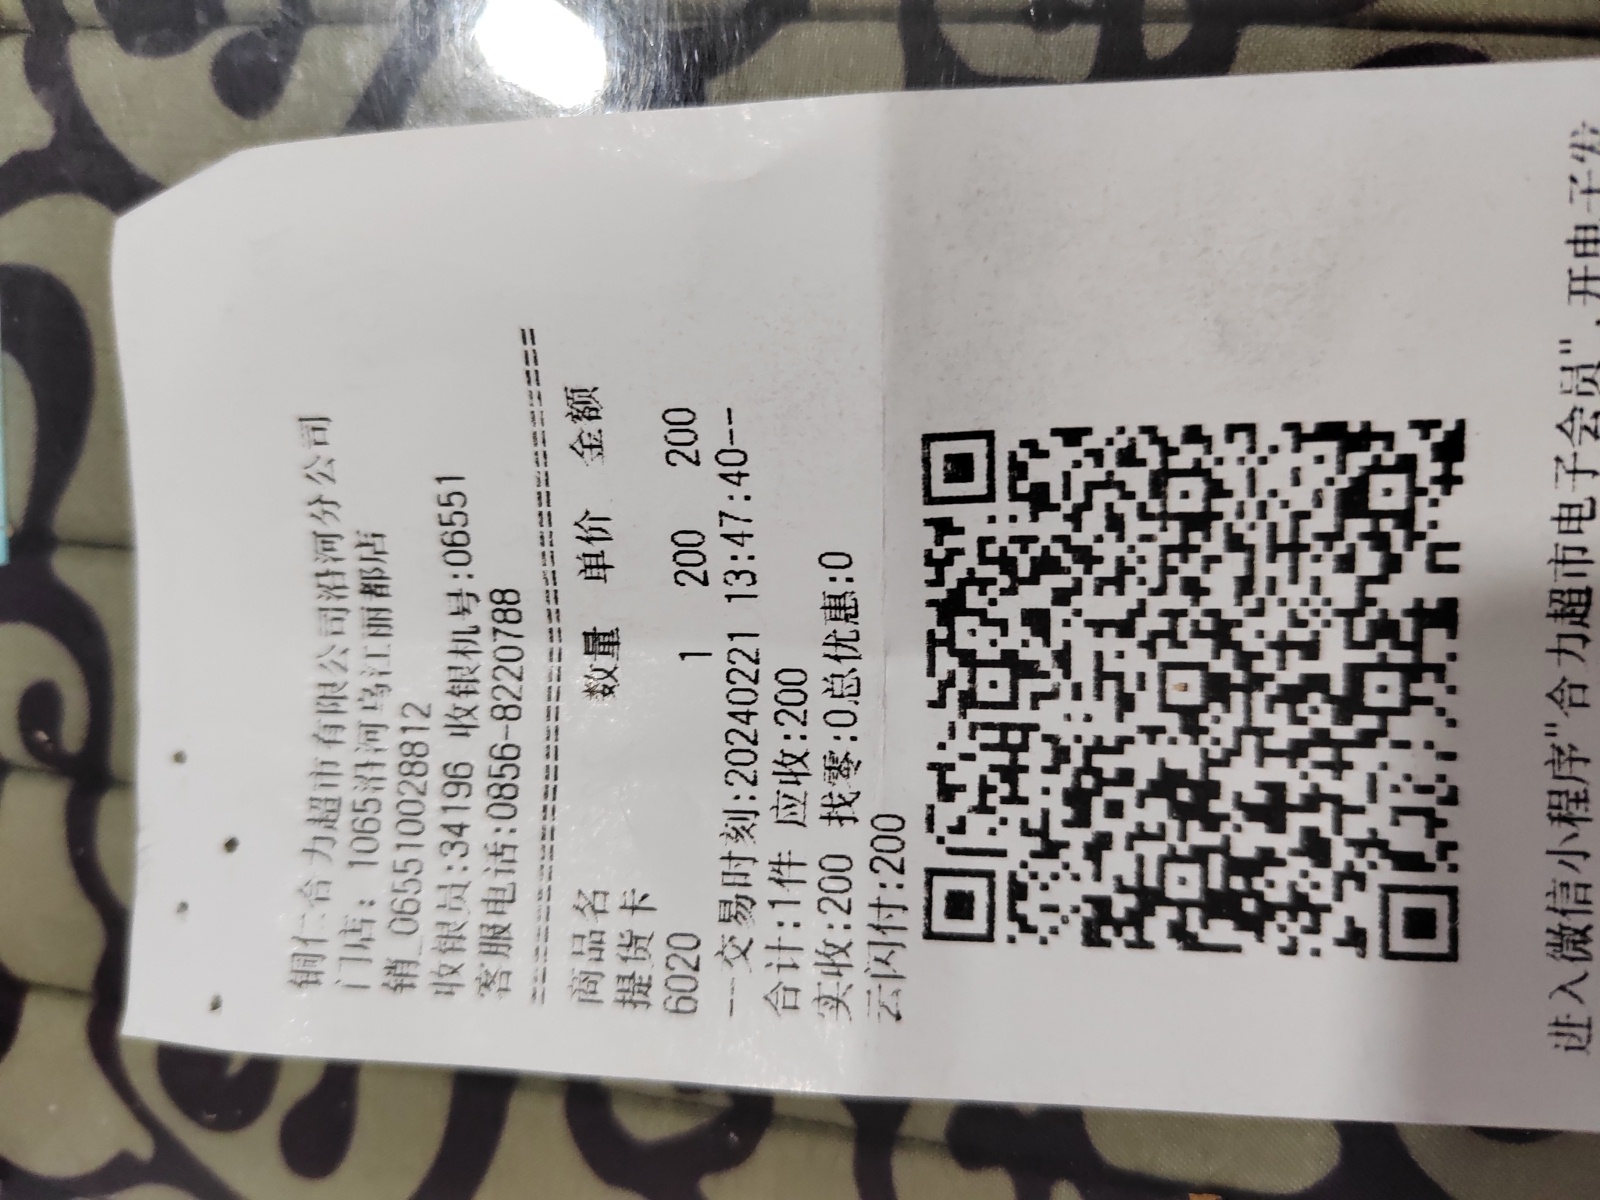 铜仁合力超市有限公司沿河分公司
门店: 1065沿河乌江丽都店
销_0655100288​12
收银员:34196 收银机号:06551
客服电话:0856-8220788
========================================
商品品名 数量 单价 金额
提货卡
6020 1 200 200
--交易时刻:20240221 13:47:40--
合计:1件 应收:200
实收:200 找零:0总优惠:0
云闪付:200
进入微信小程序"合力超市电子会员",开电子发